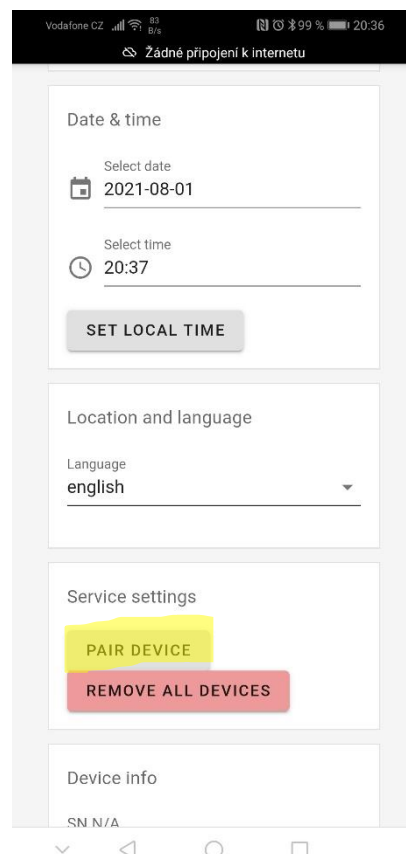 Vodafone CZ 83 B/s 99 % 20:36
Žádné připojení k internetu
Date & time
Select date
2021-08-01
Select time
20:37
SET LOCAL TIME
Location and language
Language
english
Service settings
PAIR DEVICE
REMOVE ALL DEVICES
Device info
SN N/A